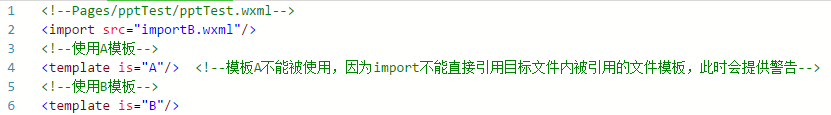 1 <!--Pages/pptTest/pptTest.wxml-->
2 <import src="importB.wxml"/>
3 <!--使用A模板-->
4 <template is="A"/> <!--模板A不能被使用，因为import不能直接引用目标文件内被引用的文件模板，此时会提供警告-->
5 <!--使用B模板-->
6 <template is="B"/>